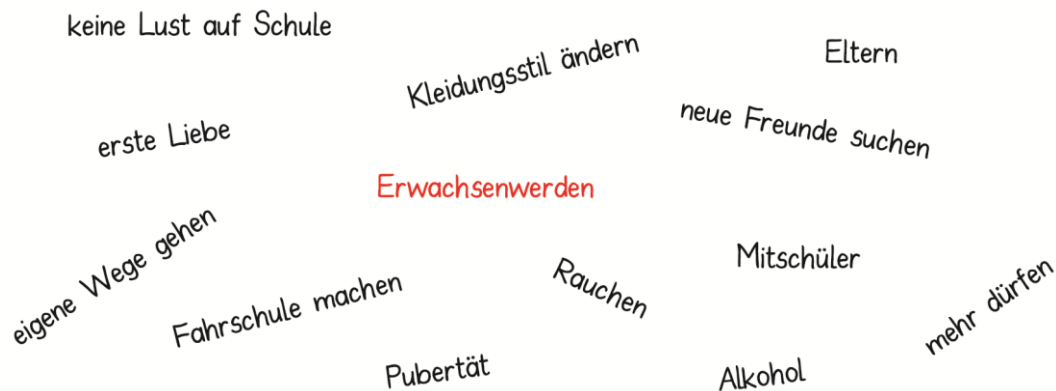 keine Lust auf Schule
Kleidungsstil ändern
Eltern
erste Liebe
neue Freunde suchen
Erwachsenwerden
eigene Wege gehen
Fahrschule machen
Rauchen
Mitschüler
mehr dürfen
Pubertät
Alkohol